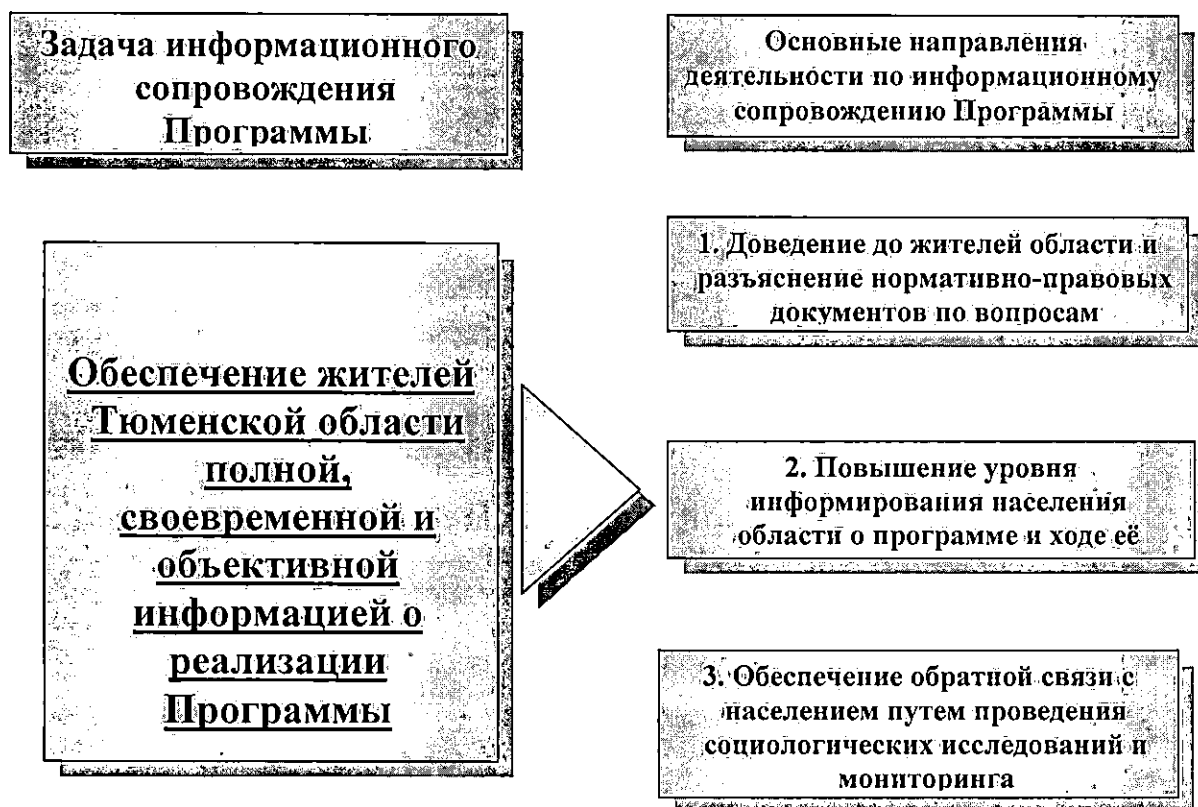 Задача информационного
сопровождения
Программы
Основные направления
деятельности по информационному
сопровождению Программы
Обеспечение жителей
Тюменской области
полной,
своевременной и
объективной
информацией о
реализации
Программы
1. Доведение до жителей области и
разъяснение нормативно-правовых
документов по вопросам
2. Повышение уровня
информирования населения
области о программе и ходе её
3. Обеспечение обратной связи с
населением путем проведения
социологических исследований и
мониторинга